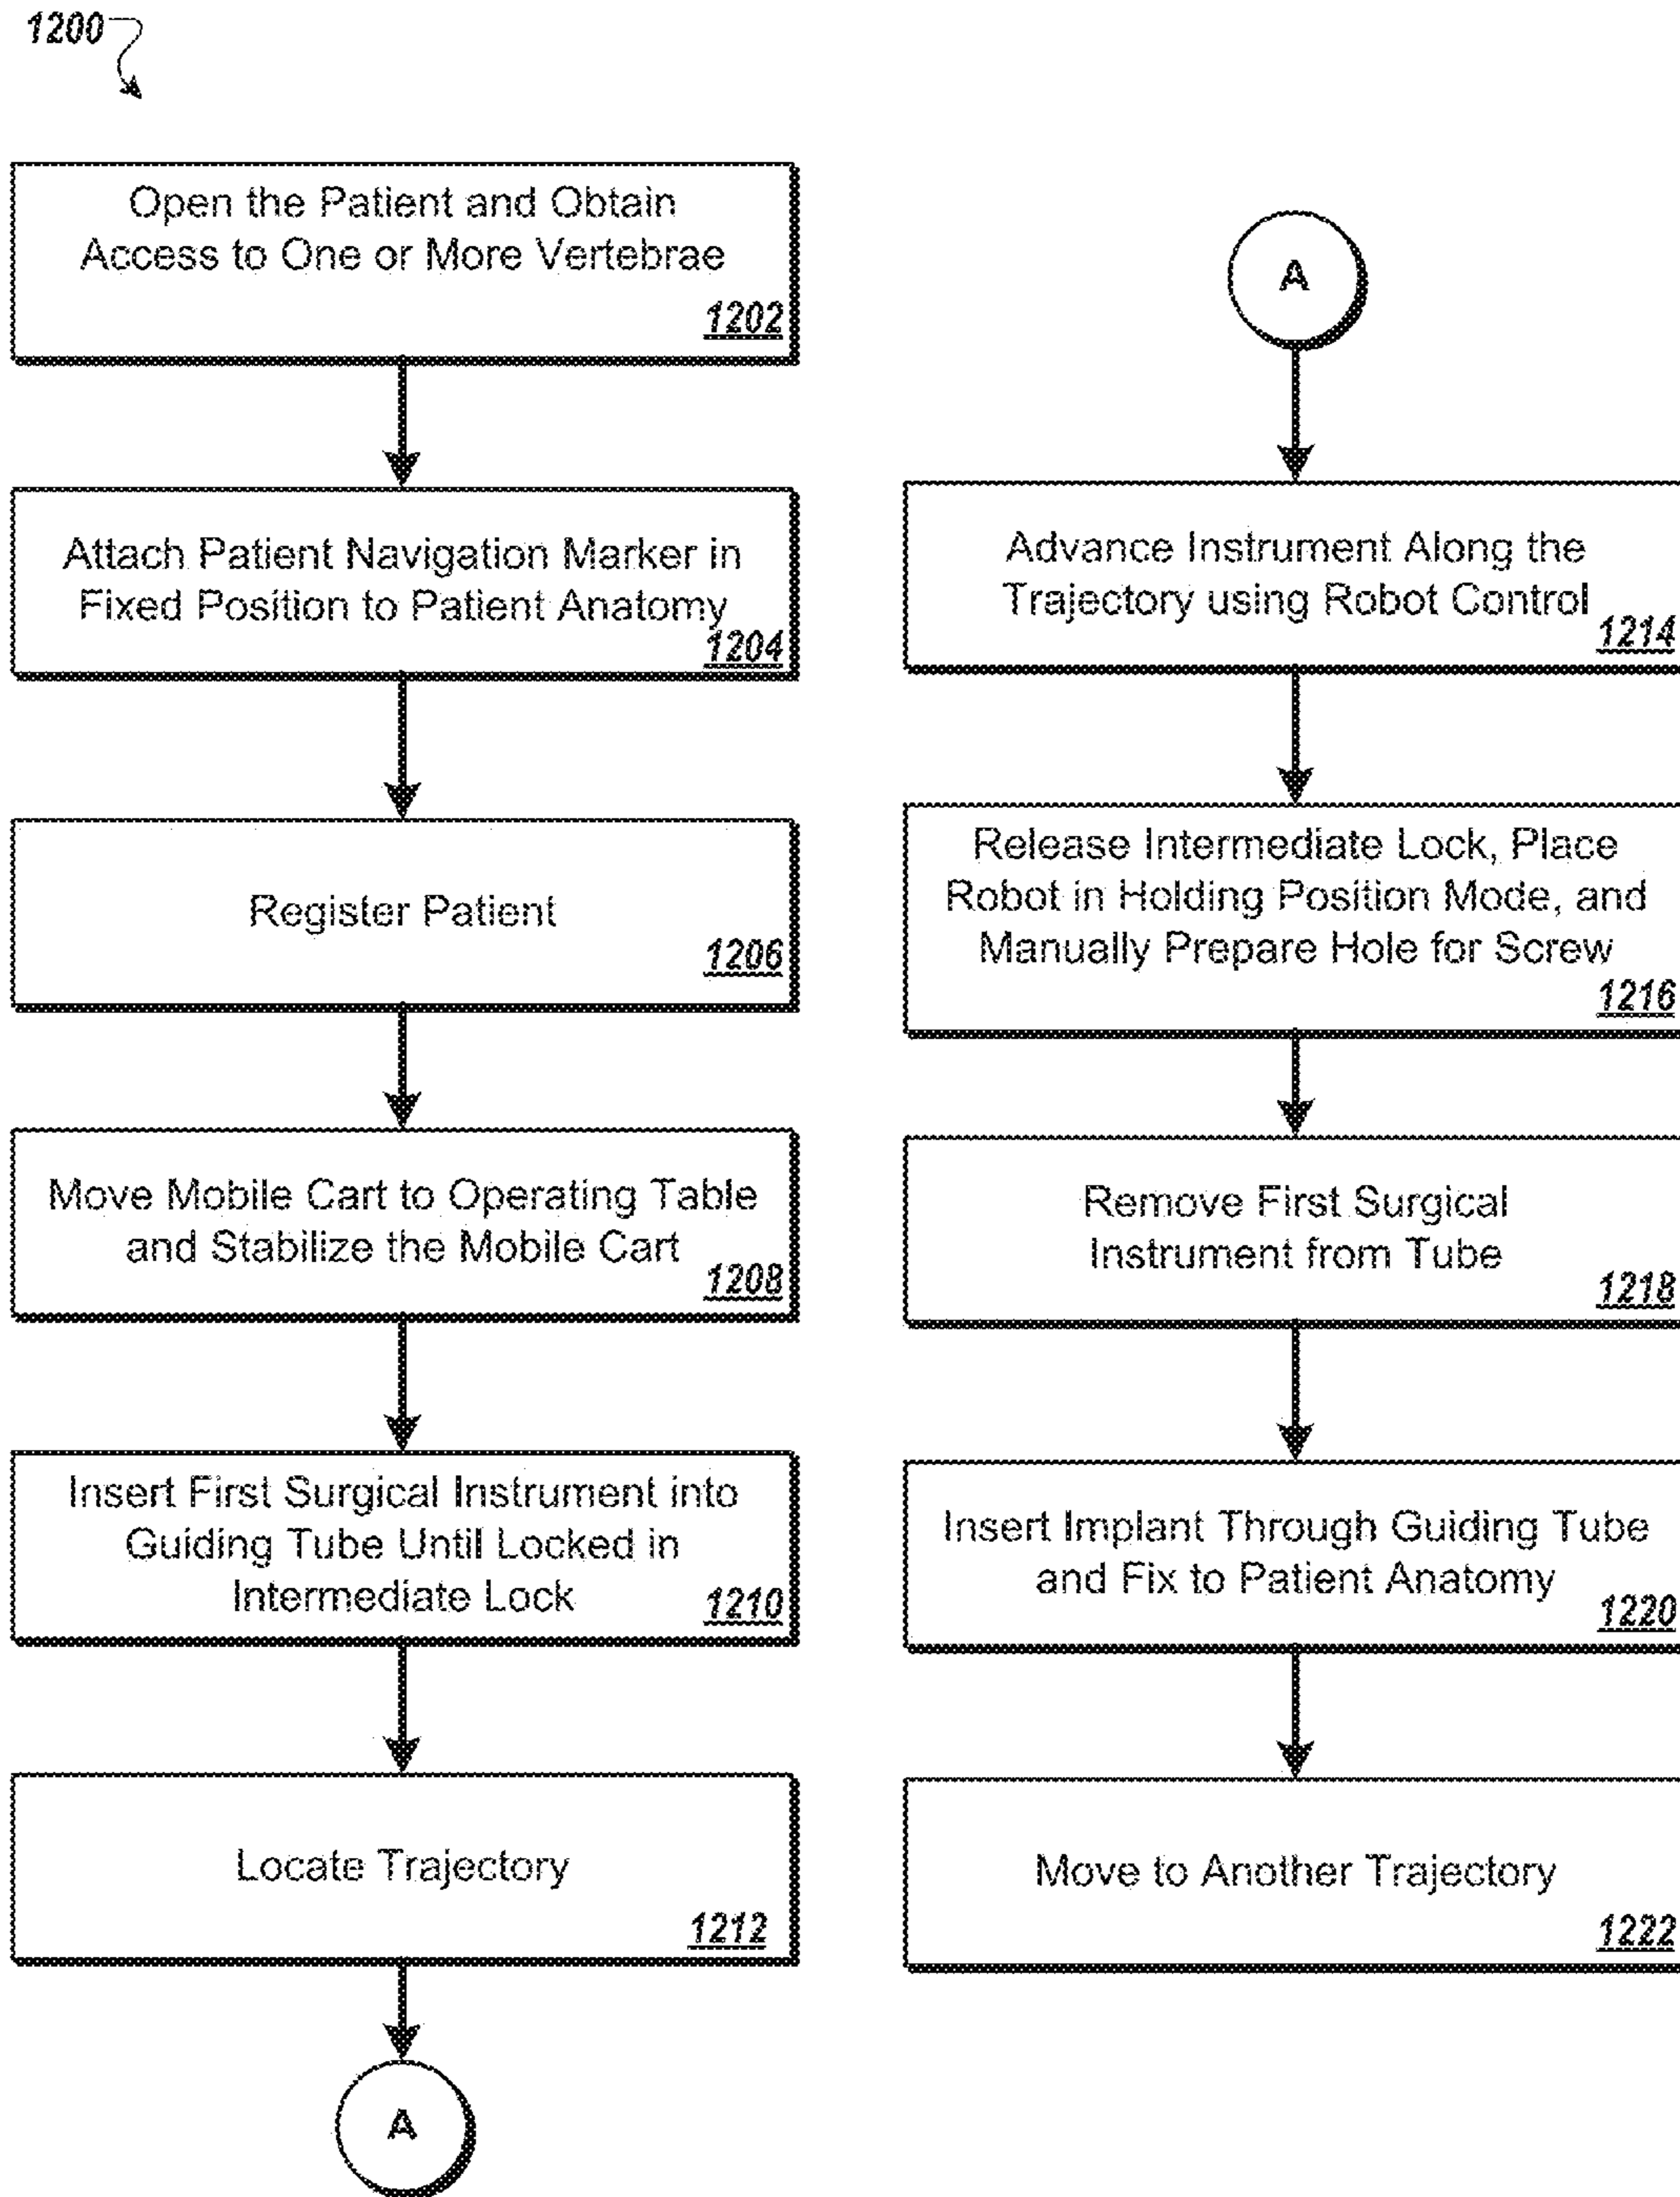 1200
Open the Patient and Obtain
Access to One or More Vertebrae
1202
Attach Patient Navigation Marker in
Fixed Position to Patient Anatomy
1204
Register Patient
1206
Move Mobile Cart to Operating Table
and Stabilize the Mobile Cart
1208
Insert First Surgical Instrument into
Guiding Tube Until Locked in
Intermediate Lock
1210
Locate Trajectory
1212
A
A
Advance Instrument Along the
Trajectory using Robot Control
1214
Release Intermediate Lock, Place
Robot in Holding Position Mode, and
Manually Prepare Hole for Screw
1216
Remove First Surgical
Instrument from Tube
1218
Insert Implant Through Guiding Tube
and Fix to Patient Anatomy
1220
Move to Another Trajectory
1222